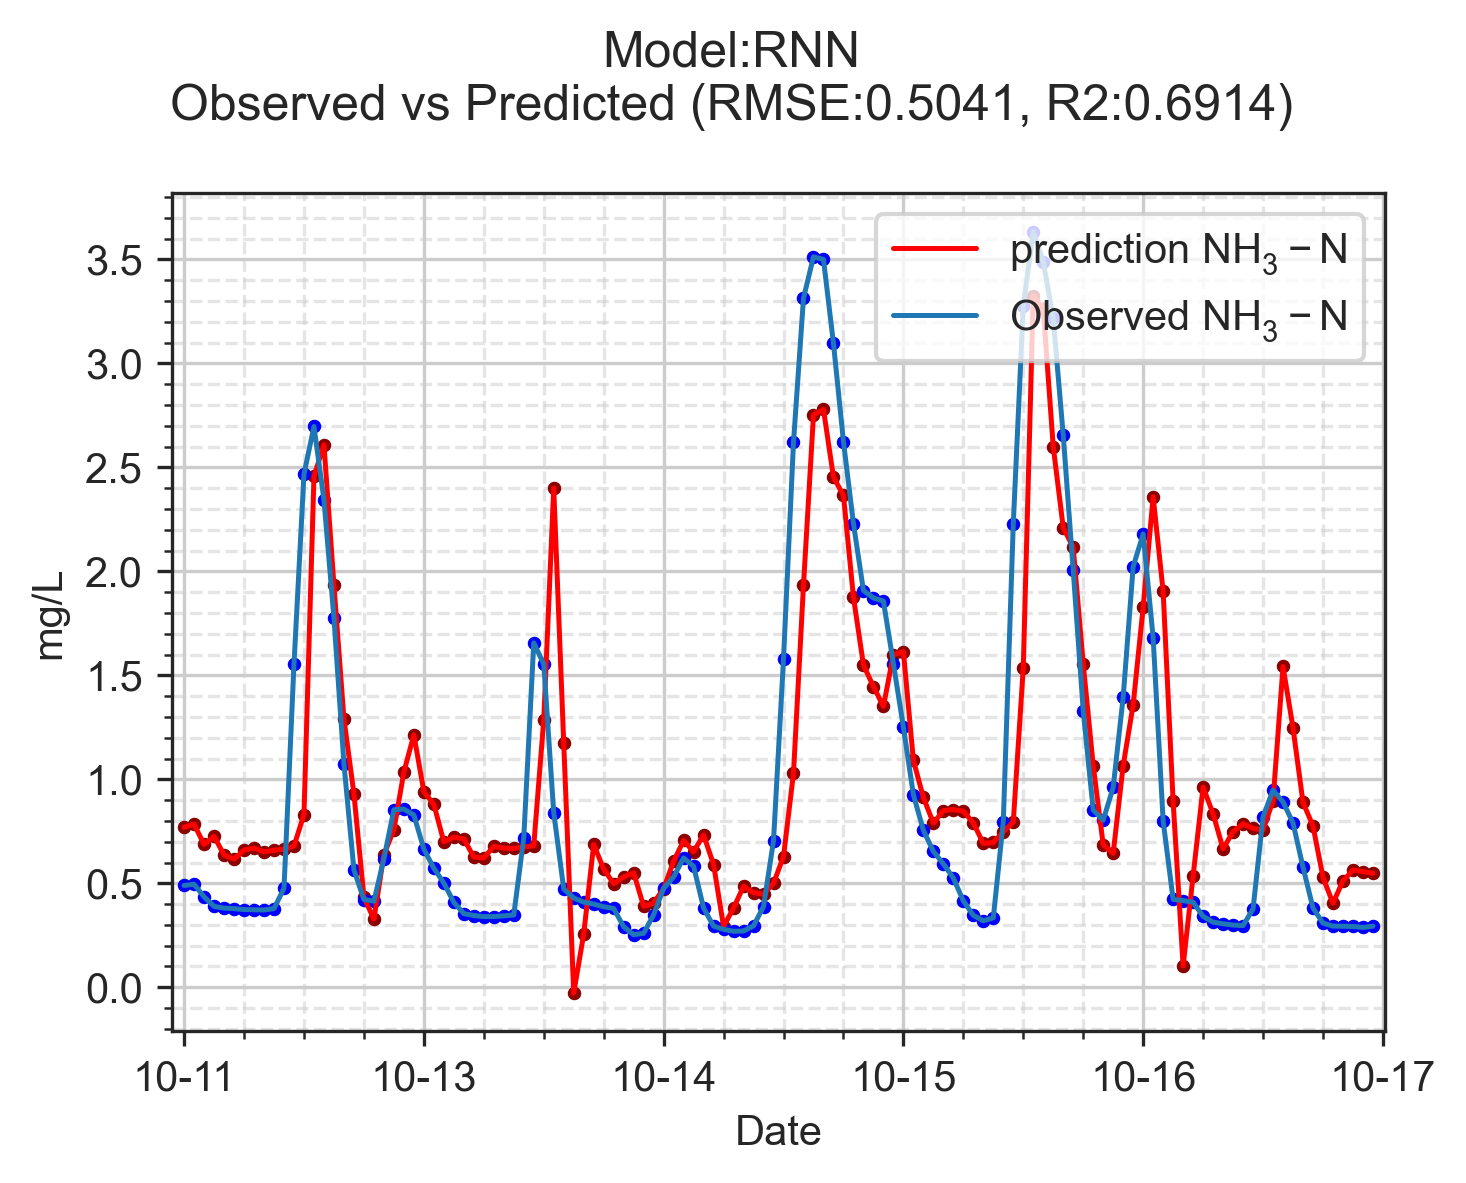 Model:RNN
Observed vs Predicted (RMSE:0.5041, R2:0.6914)
prediction NH₃ − N
Observed NH₃ − N
3.5
3.0
2.5
2.0
1.5
1.0
0.5
0.0
mg/L
10-11 10-13 10-14 10-15 10-16 10-17
Date